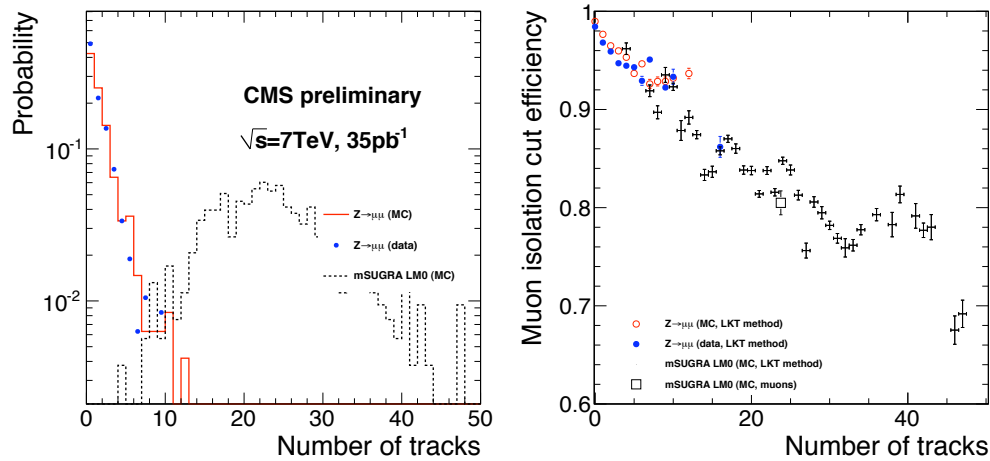 Probability
10⁻¹
10⁻²
CMS preliminary
√s=7TeV, 35pb⁻¹
Z→μμ (MC)
Z→μμ (data)
mSUGRA LM0 (MC)
0 10 20 30 40 50
Number of tracks
Muon isolation cut efficiency
1
0.9
0.8
0.7
0.6
Z→μμ (MC, LKT method)
Z→μμ (data, LKT method)
mSUGRA LM0 (MC, LKT method)
mSUGRA LM0 (MC, muons)
0 20 40
Number of tracks